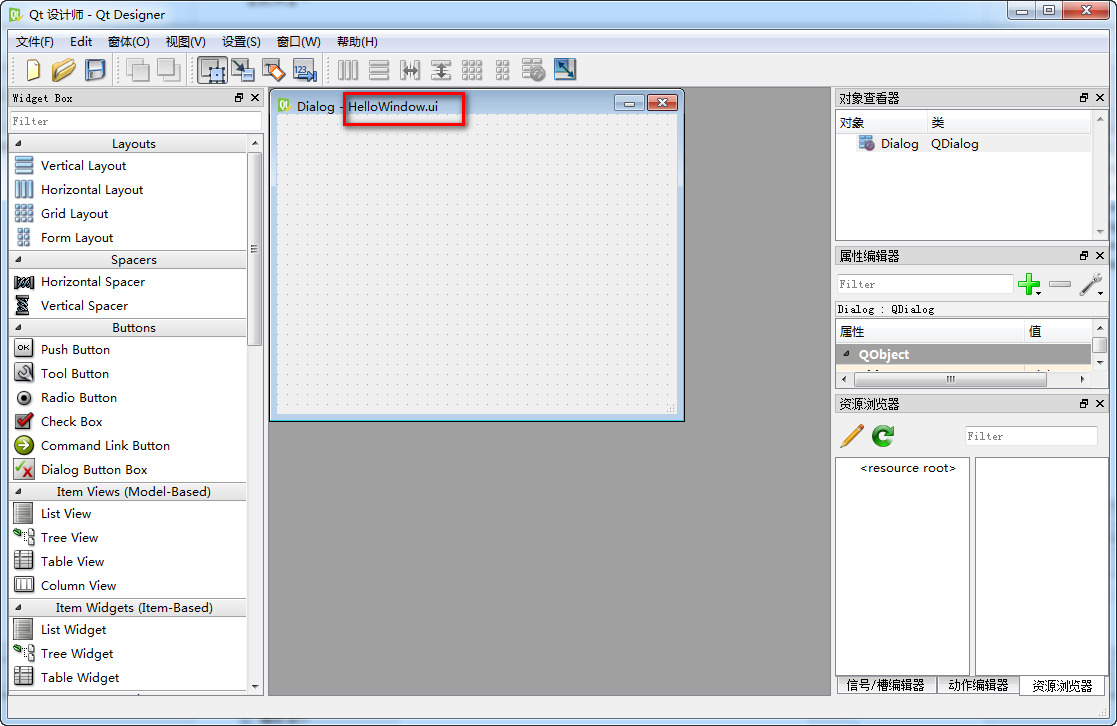 Qt 设计师 - Qt Designer
文件(F) Edit 窗体(O) 视图(V) 设置(S) 窗口(W) 帮助(H)
123
Widget Box
Filter
Layouts
Vertical Layout
Horizontal Layout
Grid Layout
Form Layout
Spacers
Horizontal Spacer
Vertical Spacer
Buttons
OK Push Button
Tool Button
Radio Button
Check Box
Command Link Button
Dialog Button Box
Item Views (Model-Based)
List View
Tree View
Table View
Column View
Item Widgets (Item-Based)
List Widget
Tree Widget
Table Widget
Dialog - HelloWindow.ui
对象查看器
对象 类
Dialog QDialog
属性编辑器
Filter
Dialog : QDialog
属性 值
QObject
资源浏览器
Filter
<resource root>
信号/槽编辑器 动作编辑器 资源浏览器